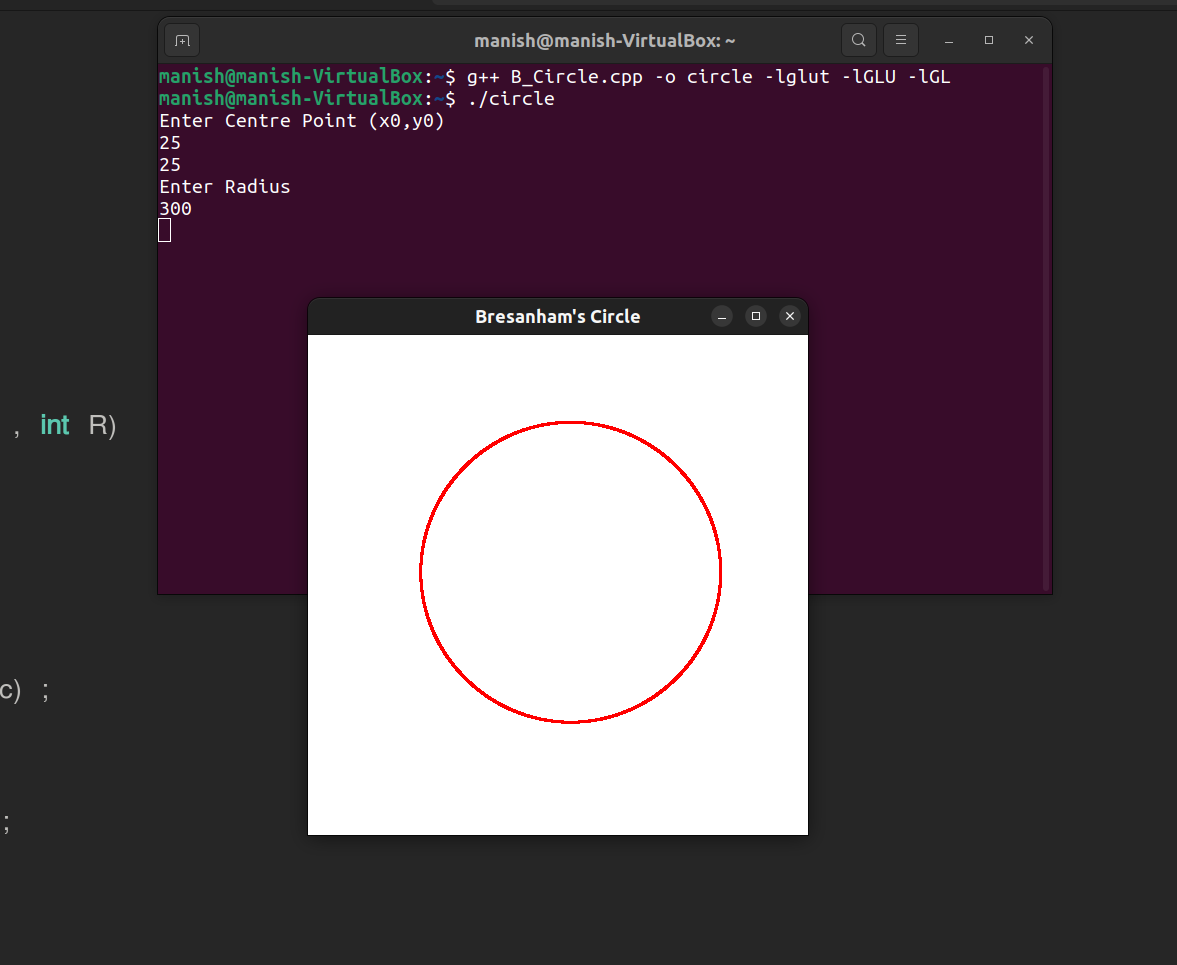 manish@manish-VirtualBox: ~
manish@manish-VirtualBox:~$ g++ B_Circle.cpp -o circle -lglut -lGLU -lGL
manish@manish-VirtualBox:~$ ./circle
Enter Centre Point (x0,y0)
25
25
Enter Radius
300
Bresanham's Circle
, int R)
c) ;
;